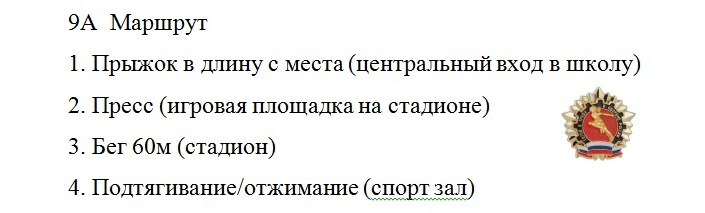 9А Маршрут
1. Прыжок в длину с места (центральный вход в школу)
2. Пресс (игровая площадка на стадионе)
3. Бег 60м (стадион)
4. Подтягивание/отжимание (спорт зал)